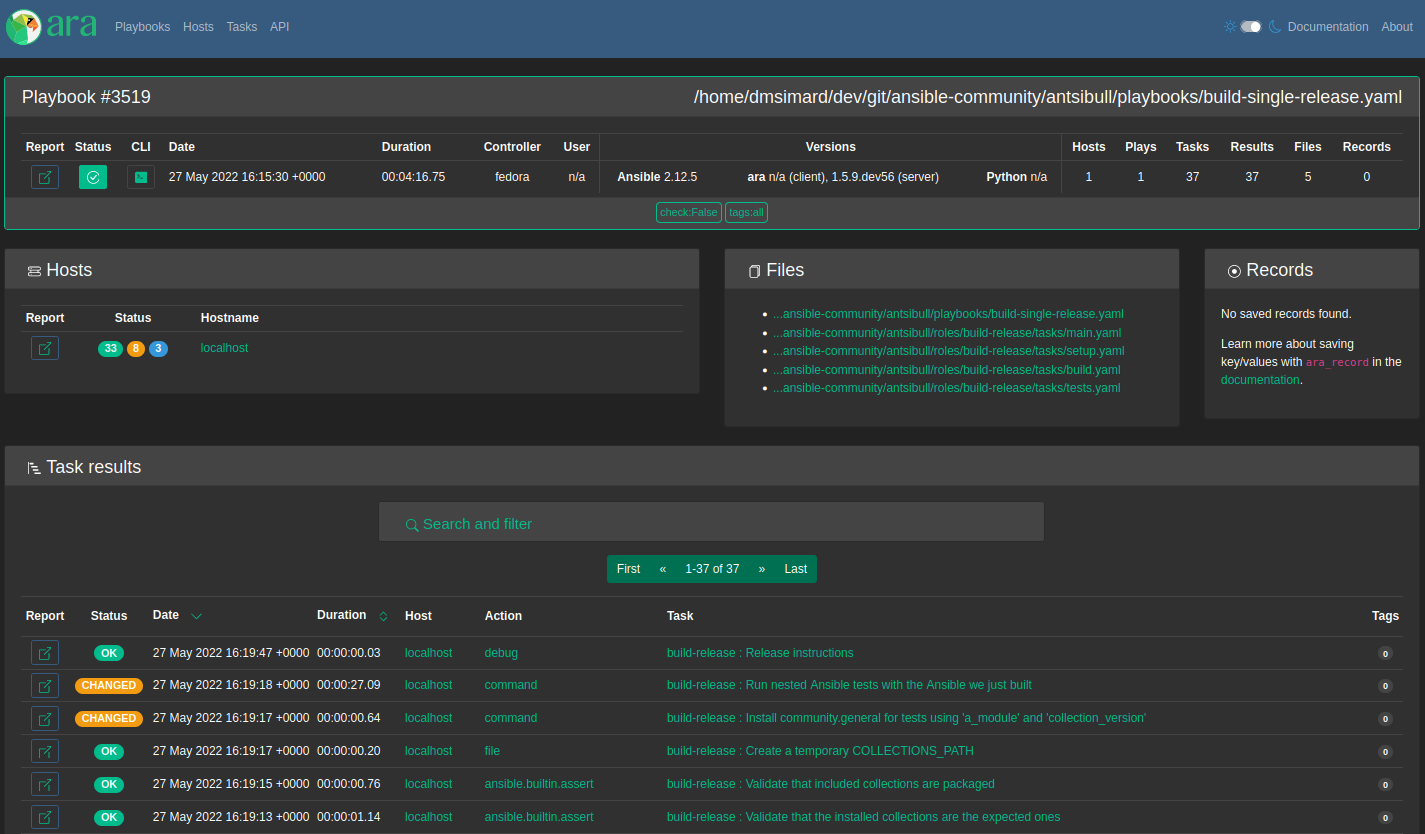 ara Playbooks Hosts Tasks API Documentation About
Playbook #3519 /home/dmsimard/dev/git/ansible-community/antsibull/playbooks/build-single-release.yaml
Report Status CLI Date Duration Controller User Versions Hosts Plays Tasks Results Files Records
27 May 2022 16:15:30 +0000 00:04:16.75 fedora n/a Ansible 2.12.5 ara n/a (client), 1.5.9.dev56 (server) Python n/a 1 1 37 37 5 0
check:False tags:all
Hosts
Report Status Hostname
33 8 3 localhost
Files
...ansible-community/antsibull/playbooks/build-single-release.yaml
...ansible-community/antsibull/roles/build-release/tasks/main.yaml
...ansible-community/antsibull/roles/build-release/tasks/setup.yaml
...ansible-community/antsibull/roles/build-release/tasks/build.yaml
...ansible-community/antsibull/roles/build-release/tasks/tests.yaml
Records
No saved records found.
Learn more about saving
key/values with ara_record in the
documentation.
Task results
Search and filter
First « 1-37 of 37 » Last
Report Status Date Duration Host Action Task Tags
OK 27 May 2022 16:19:47 +0000 00:00:00.03 localhost debug build-release : Release instructions 0
CHANGED 27 May 2022 16:19:18 +0000 00:00:27.09 localhost command build-release : Run nested Ansible tests with the Ansible we just built 0
CHANGED 27 May 2022 16:19:17 +0000 00:00:00.64 localhost command build-release : Install community.general for tests using 'a_module' and 'collection_version' 0
OK 27 May 2022 16:19:17 +0000 00:00:00.20 localhost file build-release : Create a temporary COLLECTIONS_PATH 0
OK 27 May 2022 16:19:15 +0000 00:00:00.76 localhost ansible.builtin.assert build-release : Validate that included collections are packaged 0
OK 27 May 2022 16:19:13 +0000 00:00:01.14 localhost ansible.builtin.assert build-release : Validate that the installed collections are the expected ones 0